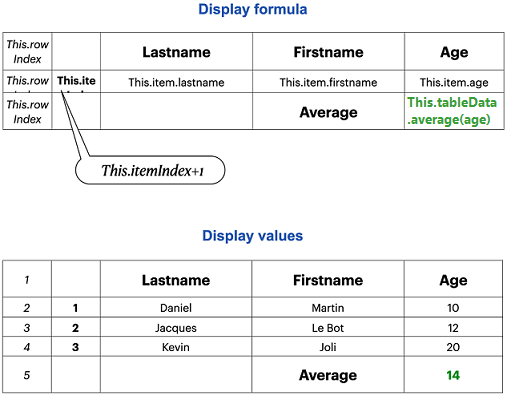 Display formula
This.row
Index
Lastname
Firstname
Age
This.row
This.ite
This.item.lastname
This.item.firstname
This.item.age
This.row
Index
Average
This.tableData
.average(age)
This.itemIndex+1
Display values
1
Lastname
Firstname
Age
2
1
Daniel
Martin
10
3
2
Jacques
Le Bot
12
4
3
Kevin
Joli
20
5
Average
14